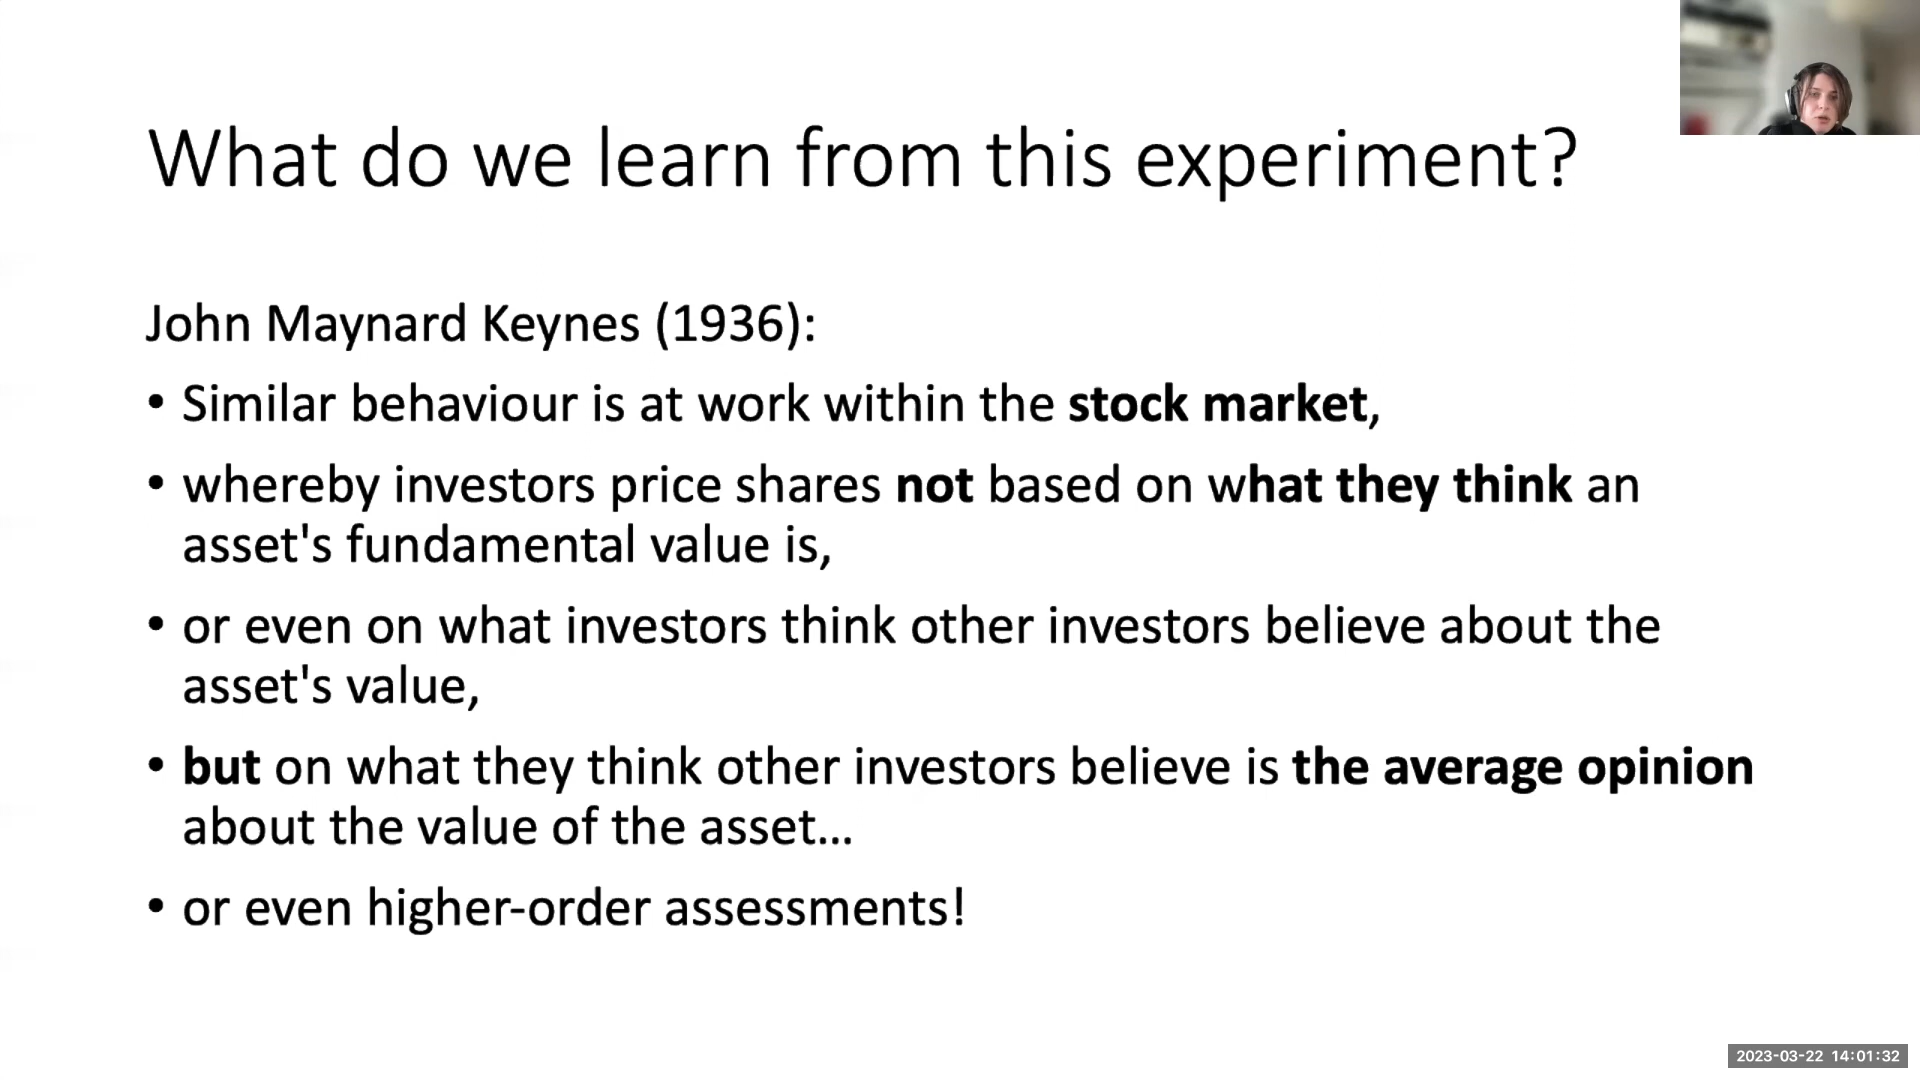 What do we learn from this experiment?
John Maynard Keynes (1936):
• Similar behaviour is at work within the stock market,
• whereby investors price shares not based on what they think an
asset's fundamental value is,
• or even on what investors think other investors believe about the
asset's value,
• but on what they think other investors believe is the average opinion
about the value of the asset...
• or even higher-order assessments!
2023-03-22 14:01:32